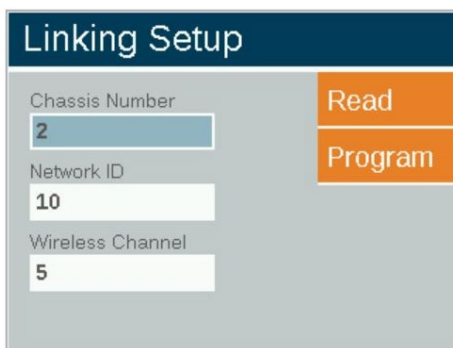 Linking Setup
Chassis Number
2
Network ID
10
Wireless Channel
5
Read
Program